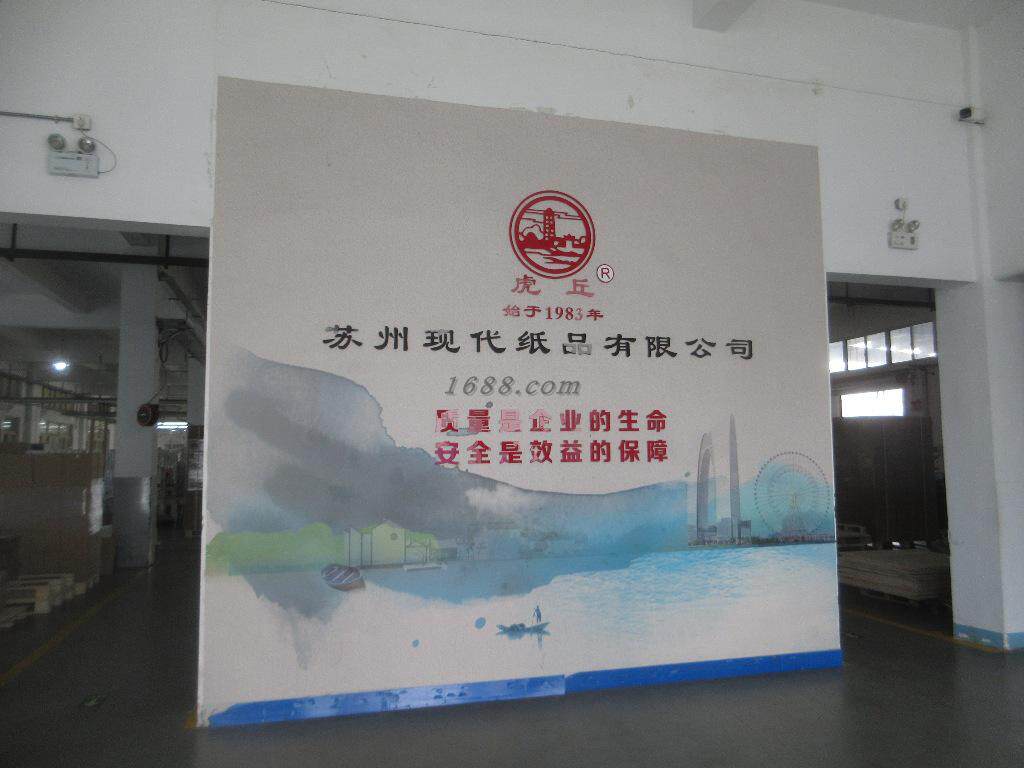 虎丘®
始于1983年
苏州现代纸品有限公司
1688.com
质量是企业的生命
安全是效益的保障